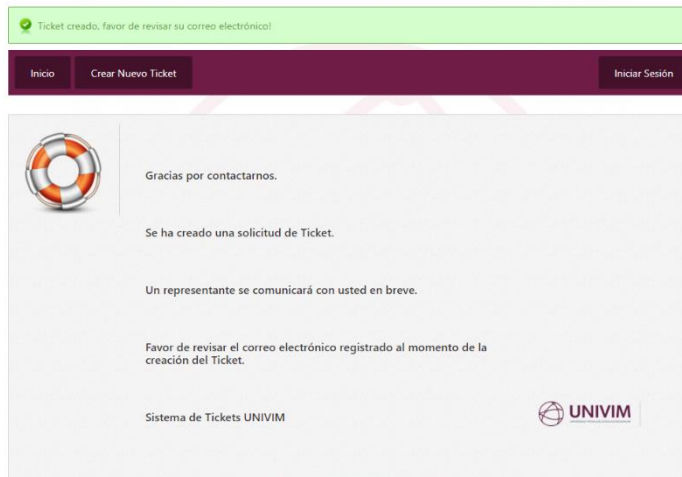 Ticket creado, favor de revisar su correo electrónico!
Inicio
Crear Nuevo Ticket
Iniciar Sesión
Gracias por contactarnos.
Se ha creado una solicitud de Ticket.
Un representante se comunicará con usted en breve.
Favor de revisar el correo electrónico registrado al momento de la
creación del Ticket.
Sistema de Tickets UNIVIM
UNIVIM